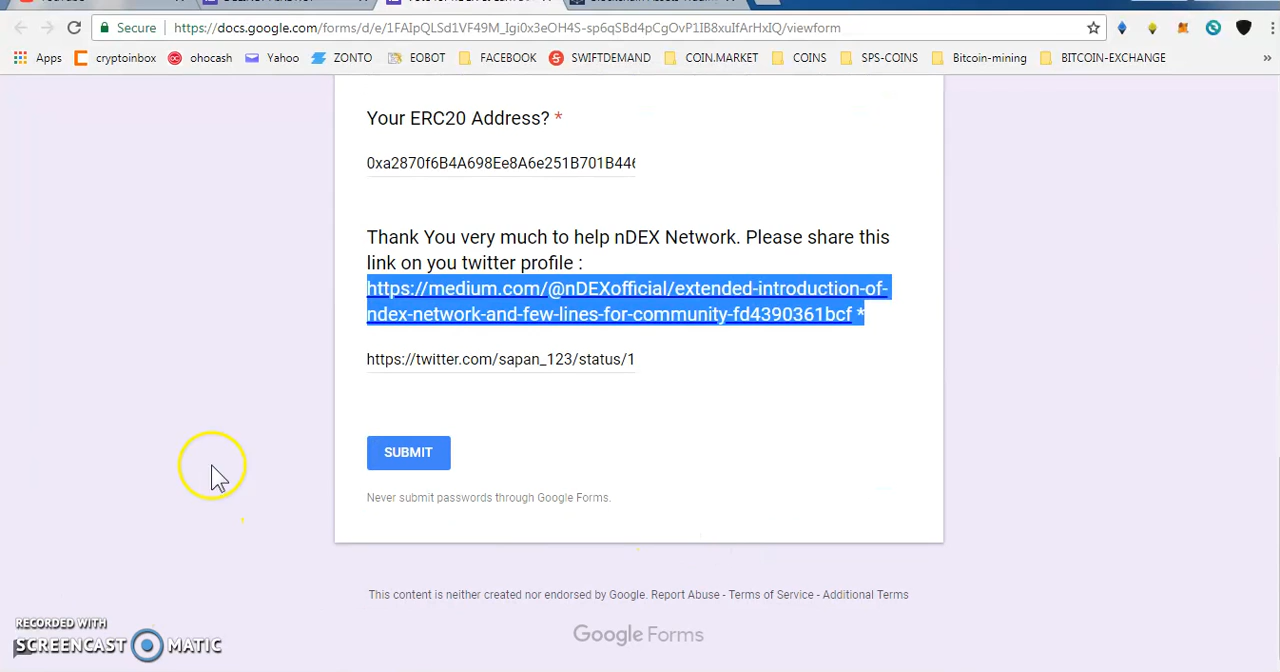 Secure https://docs.google.com/forms/d/e/1FAIpQLSd1VF49M_Igi0x3eOH4S-sp6qSBd4pCgOvP1IB8xuIfArHxIQ/viewform
Apps cryptoinbox ohocash Yahoo ZONTO EOBOT FACEBOOK SWIFTDEMAND COIN.MARKET COINS SPS-COINS Bitcoin-mining BITCOIN-EXCHANGE »
Your ERC20 Address? *
0xa2870f6B4A698Ee8A6e251B701B446
Thank You very much to help nDEX Network. Please share this
link on you twitter profile :
https://medium.com/@nDEXofficial/extended-introduction-of-
ndex-network-and-few-lines-for-community-fd4390361bcf *
https://twitter.com/sapan_123/status/1
SUBMIT
Never submit passwords through Google Forms.
This content is neither created nor endorsed by Google. Report Abuse - Terms of Service - Additional Terms
Google Forms
RECORDED WITH
SCREENCAST MATIC